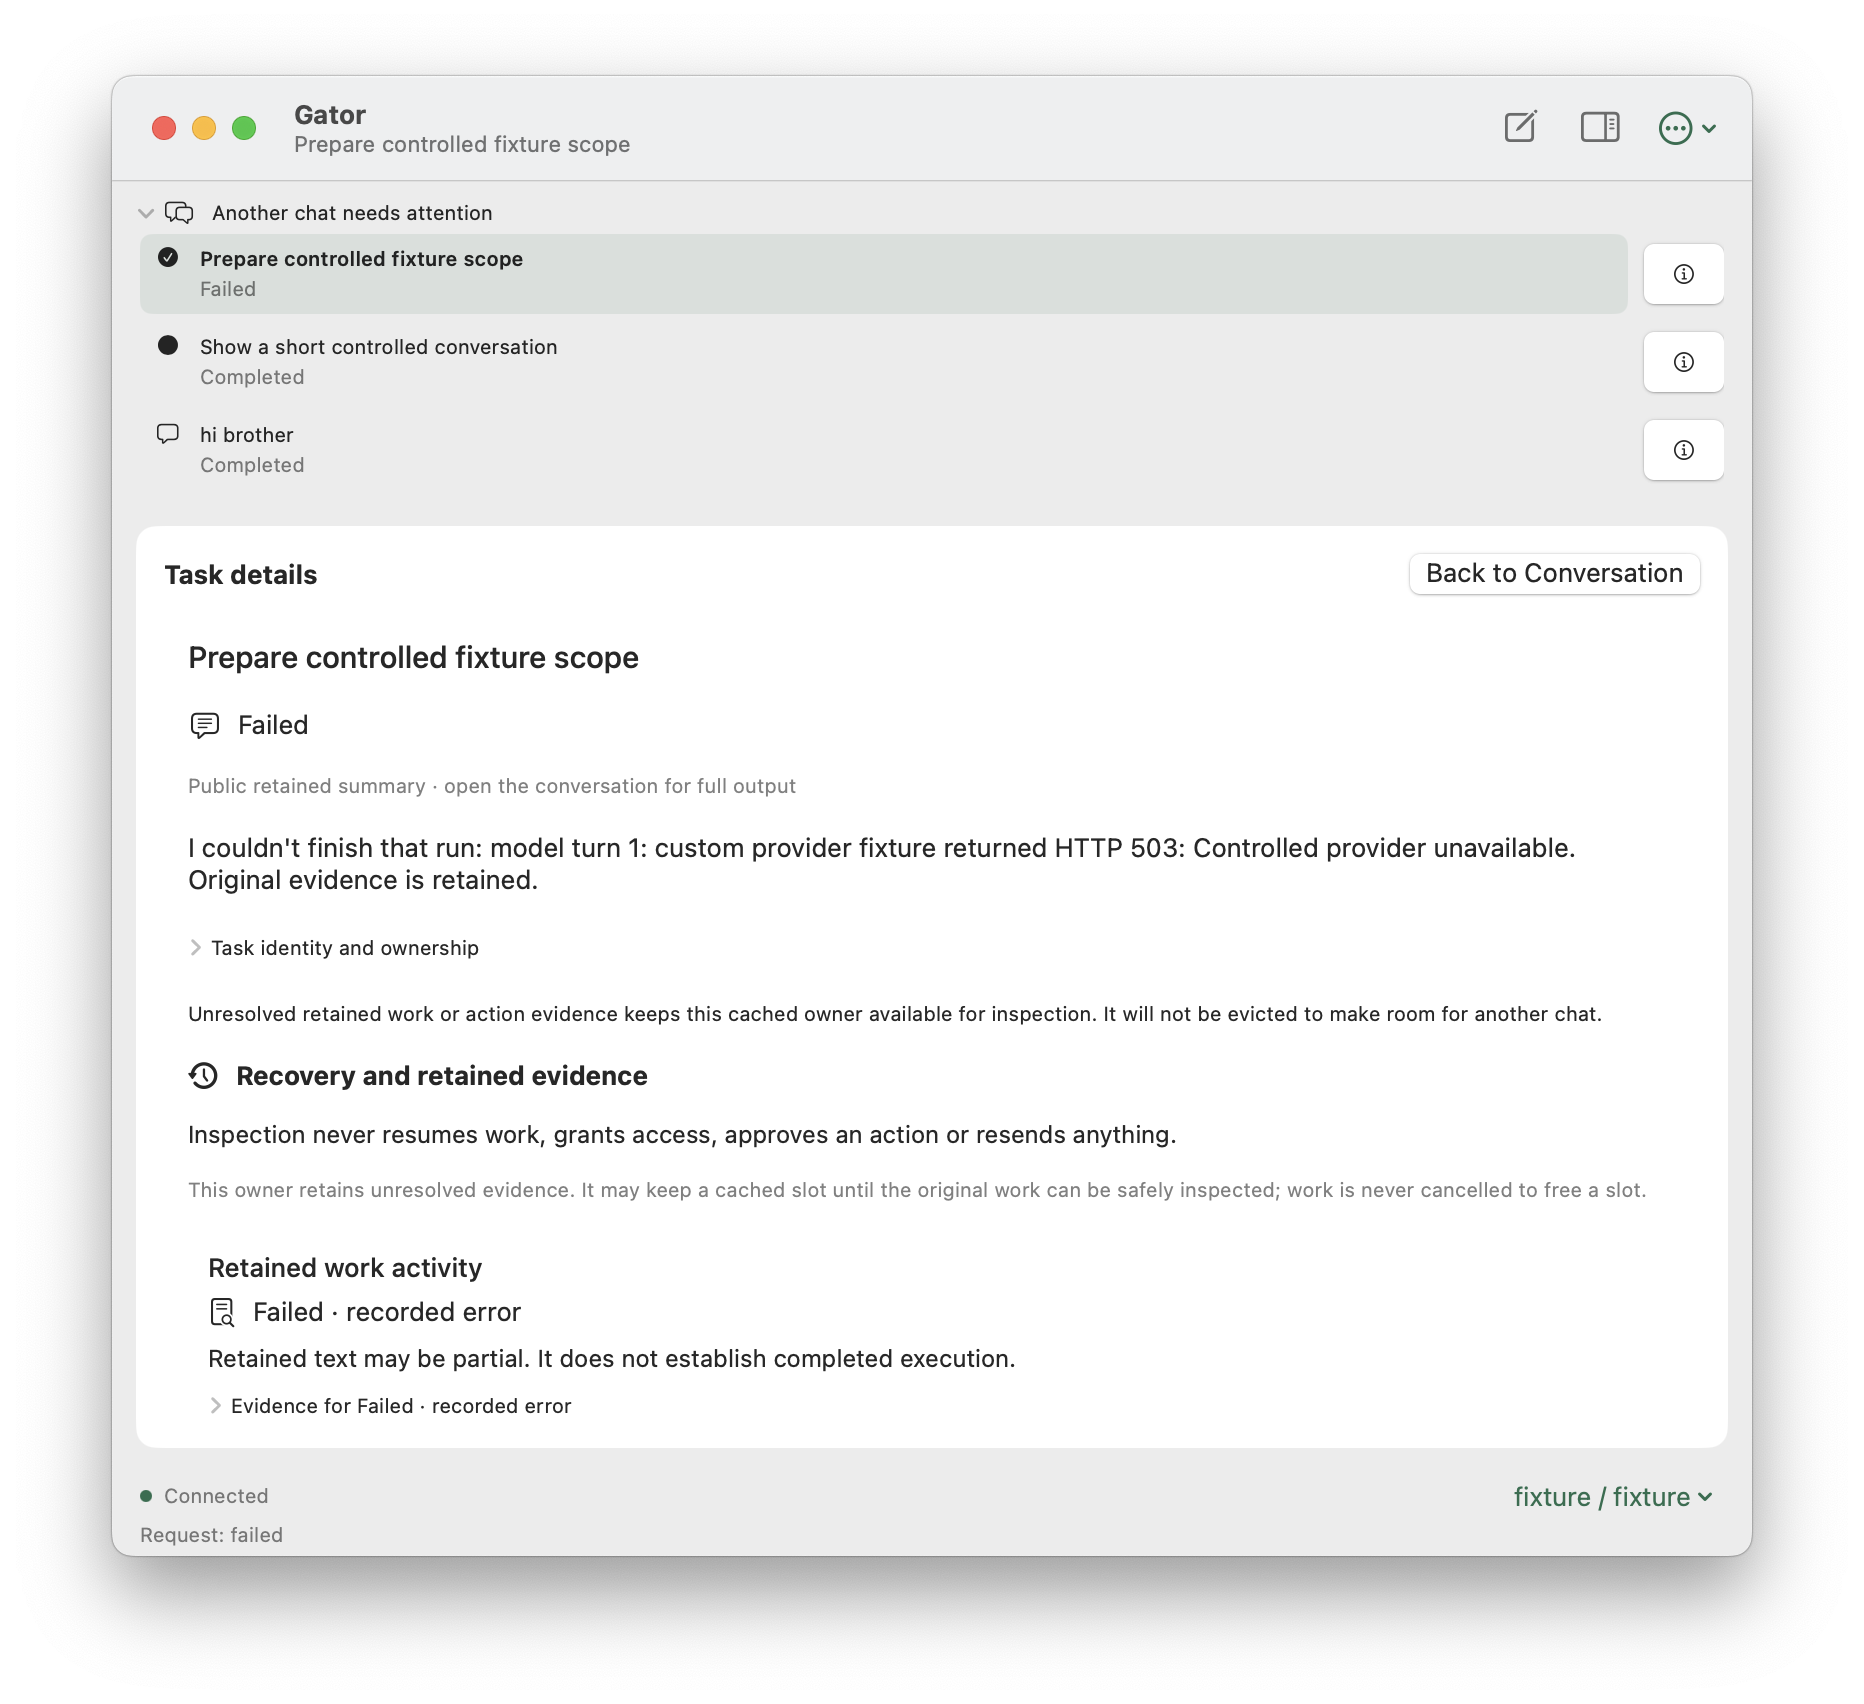 Gator
Prepare controlled fixture scope
Another chat needs attention
Prepare controlled fixture scope
Failed
Show a short controlled conversation
Completed
hi brother
Completed
Task details
Back to Conversation
Prepare controlled fixture scope
Failed
Public retained summary · open the conversation for full output
I couldn't finish that run: model turn 1: custom provider fixture returned HTTP 503: Controlled provider unavailable.
Original evidence is retained.
Task identity and ownership
Unresolved retained work or action evidence keeps this cached owner available for inspection. It will not be evicted to make room for another chat.
Recovery and retained evidence
Inspection never resumes work, grants access, approves an action or resends anything.
This owner retains unresolved evidence. It may keep a cached slot until the original work can be safely inspected; work is never cancelled to free a slot.
Retained work activity
Failed · recorded error
Retained text may be partial. It does not establish completed execution.
Evidence for Failed · recorded error
Connected
fixture / fixture
Request: failed